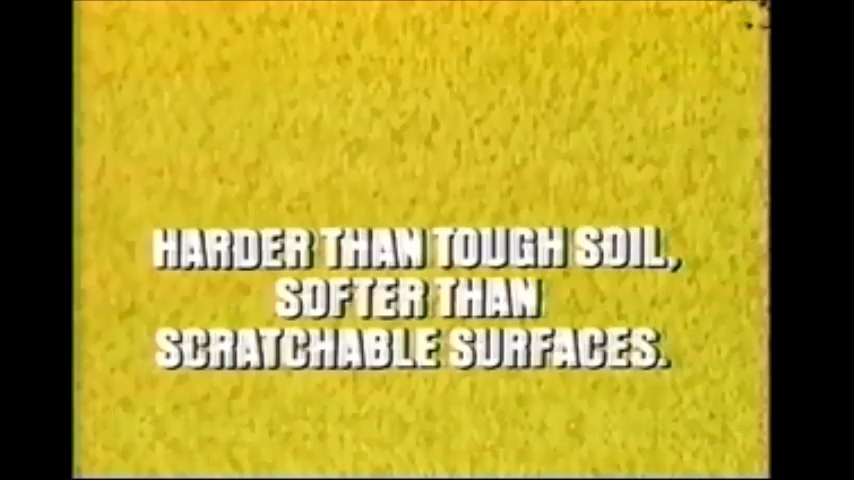 HARDER THAN TOUGH SOIL,
SOFTER THAN
SCRATCHABLE SURFACES.